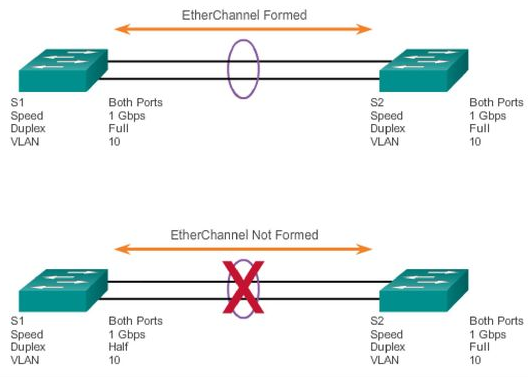 EtherChannel Formed
S1 Both Ports S2 Both Ports
Speed 1 Gbps Speed 1 Gbps
Duplex Full Duplex Full
VLAN 10 VLAN 10
EtherChannel Not Formed
S1 Both Ports S2 Both Ports
Speed 1 Gbps Speed 1 Gbps
Duplex Half Duplex Full
VLAN 10 VLAN 10